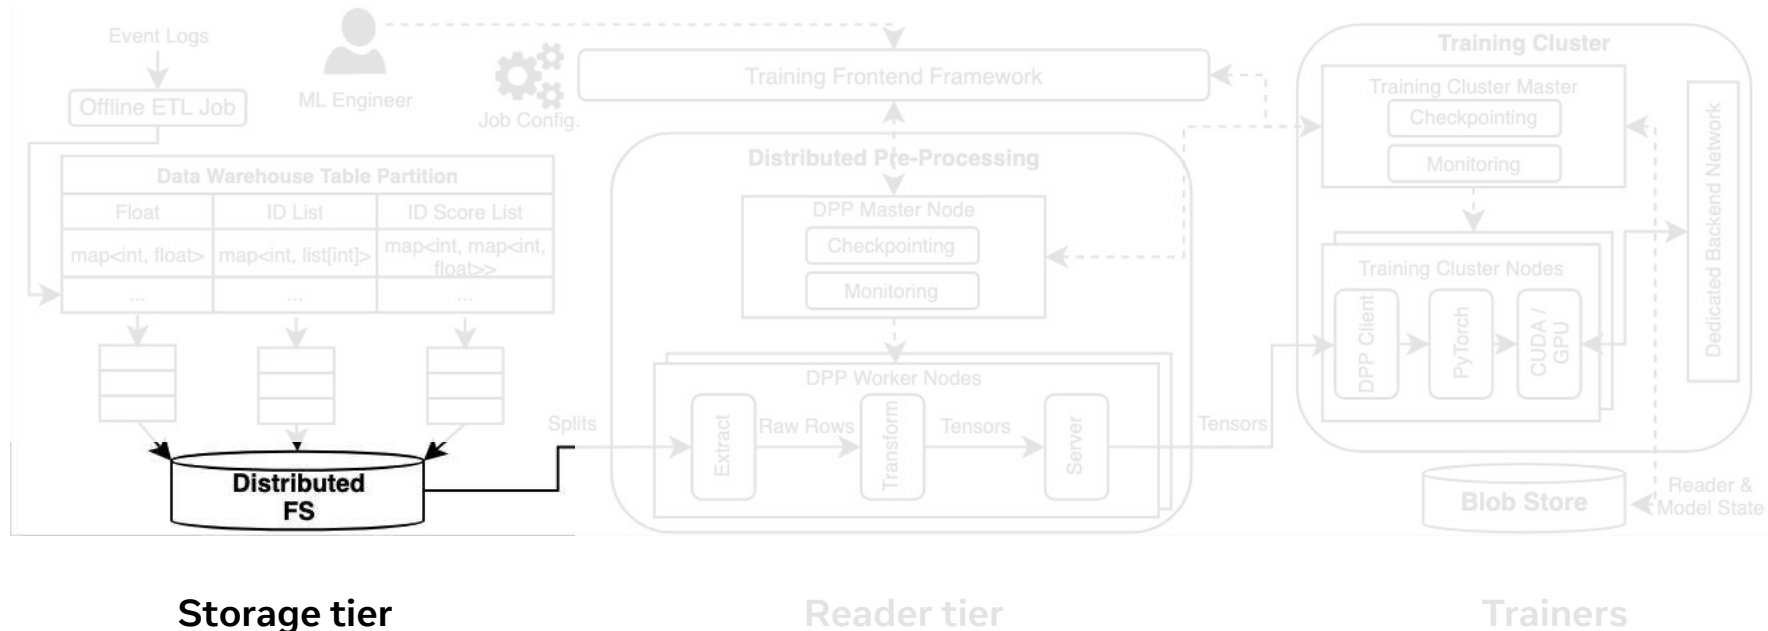 Event Logs
Offline ETL Job
ML Engineer
Job Config.
Training Frontend Framework
Data Warehouse Table Partition
Float
ID List
ID Score List
map<int, float>
map<int, list[int]>
map<int, map<int,
float>>
...
...
...
Distributed
FS
Splits
Distributed Pre-Processing
DPP Master Node
Checkpointing
Monitoring
DPP Worker Nodes
Extract
Raw Rows
Transform
Tensors
Server
Tensors
Training Cluster
Training Cluster Master
Checkpointing
Monitoring
Training Cluster Nodes
DPP Client
PyTorch
CUDA /
GPU
Dedicated Backend Network
Blob Store
Reader &
Model State
Storage tier
Reader tier
Trainers